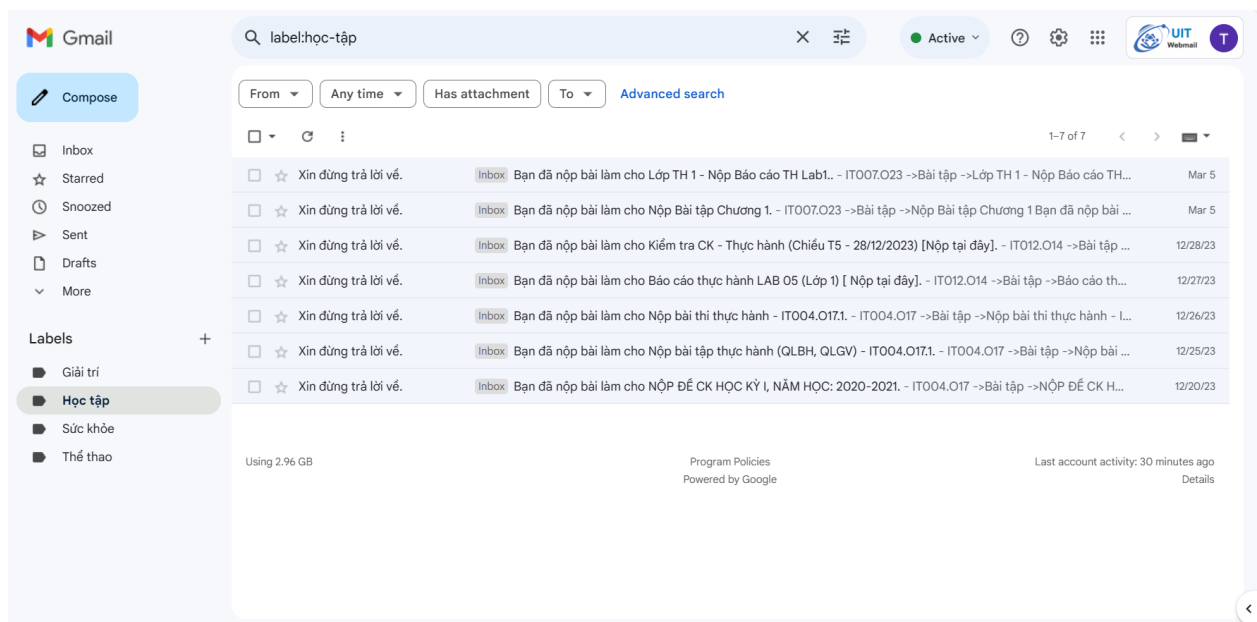 Gmail
label:học-tập
Active
UIT
Webmail
T
Compose
From
Any time
Has attachment
To
Advanced search
1–7 of 7
Inbox
Starred
Snoozed
Sent
Drafts
More
Labels
Giải trí
Học tập
Sức khỏe
Thể thao
Xin đừng trả lời về. Inbox Bạn đã nộp bài làm cho Lớp TH 1 - Nộp Báo cáo TH Lab1.. - IT007.O23 ->Bài tập ->Lớp TH 1 - Nộp Báo cáo TH... Mar 5
Xin đừng trả lời về. Inbox Bạn đã nộp bài làm cho Nộp Bài tập Chương 1. - IT007.O23 ->Bài tập ->Nộp Bài tập Chương 1 Bạn đã nộp bài ... Mar 5
Xin đừng trả lời về. Inbox Bạn đã nộp bài làm cho Kiểm tra CK - Thực hành (Chiều T5 - 28/12/2023) [Nộp tại đây]. - IT012.O14 ->Bài tập ... 12/28/23
Xin đừng trả lời về. Inbox Bạn đã nộp bài làm cho Báo cáo thực hành LAB 05 (Lớp 1) [ Nộp tại đây]. - IT012.O14 ->Bài tập ->Báo cáo th... 12/27/23
Xin đừng trả lời về. Inbox Bạn đã nộp bài làm cho Nộp bài thi thực hành - IT004.O17.1. - IT004.O17 ->Bài tập ->Nộp bài thi thực hành - I... 12/26/23
Xin đừng trả lời về. Inbox Bạn đã nộp bài làm cho Nộp bài tập thực hành (QLBH, QLGV) - IT004.O17.1. - IT004.O17 ->Bài tập ->Nộp bài ... 12/25/23
Xin đừng trả lời về. Inbox Bạn đã nộp bài làm cho NỘP ĐỀ CK HỌC KỲ I, NĂM HỌC: 2020-2021. - IT004.O17 ->Bài tập ->NỘP ĐỀ CK H... 12/20/23
Using 2.96 GB
Program Policies
Powered by Google
Last account activity: 30 minutes ago
Details